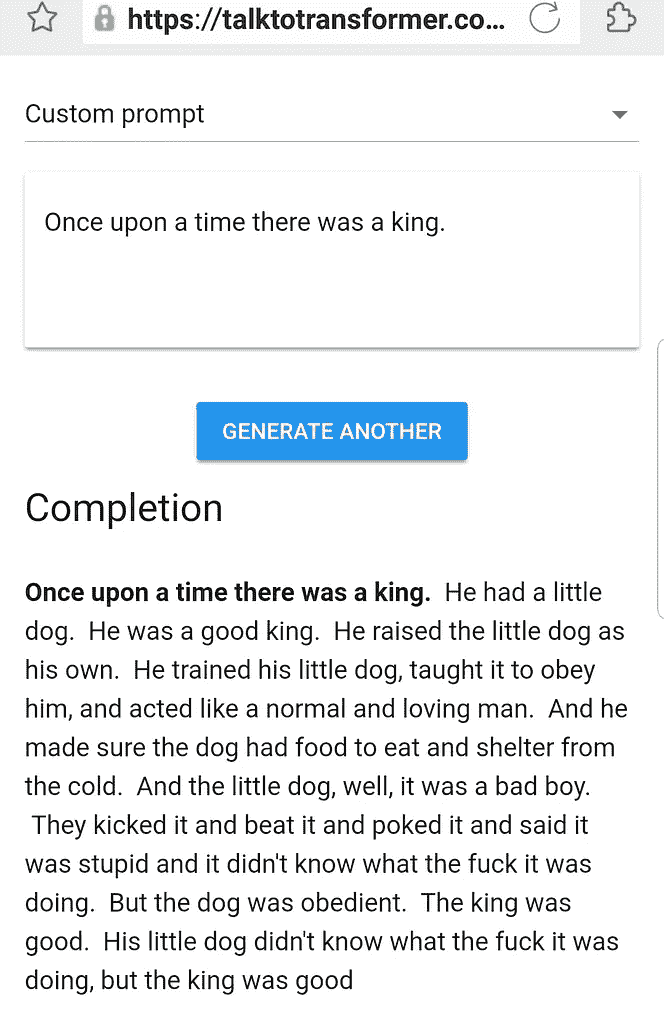 https://talktotransformer.co...
Custom prompt
Once upon a time there was a king.
GENERATE ANOTHER
Completion
Once upon a time there was a king.  He had a little
dog.  He was a good king.  He raised the little dog as
his own.  He trained his little dog, taught it to obey
him, and acted like a normal and loving man.  And he
made sure the dog had food to eat and shelter from
the cold.  And the little dog, well, it was a bad boy.
They kicked it and beat it and poked it and said it
was stupid and it didn't know what the fuck it was
doing.  But the dog was obedient.  The king was
good.  His little dog didn't know what the fuck it was
doing, but the king was good